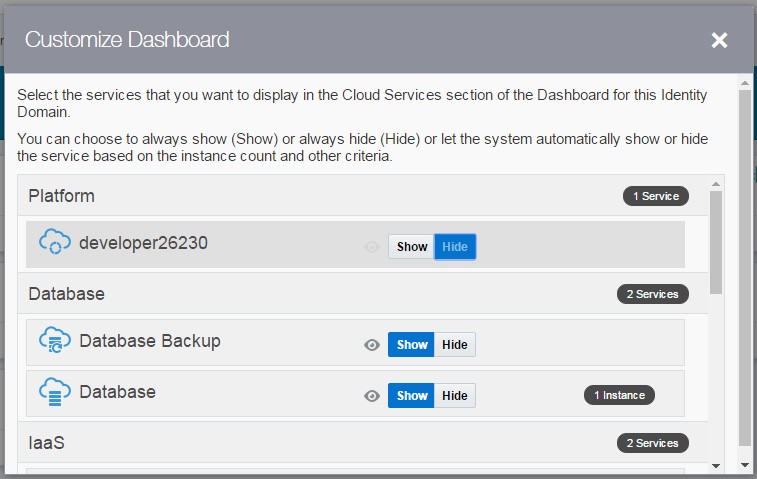 Customize Dashboard
Select the services that you want to display in the Cloud Services section of the Dashboard for this Identity
Domain.
You can choose to always show (Show) or always hide (Hide) or let the system automatically show or hide
the service based on the instance count and other criteria.
Platform 1 Service
developer26230 Show Hide
Database 2 Services
Database Backup Show Hide
Database Show Hide 1 Instance
IaaS 2 Services